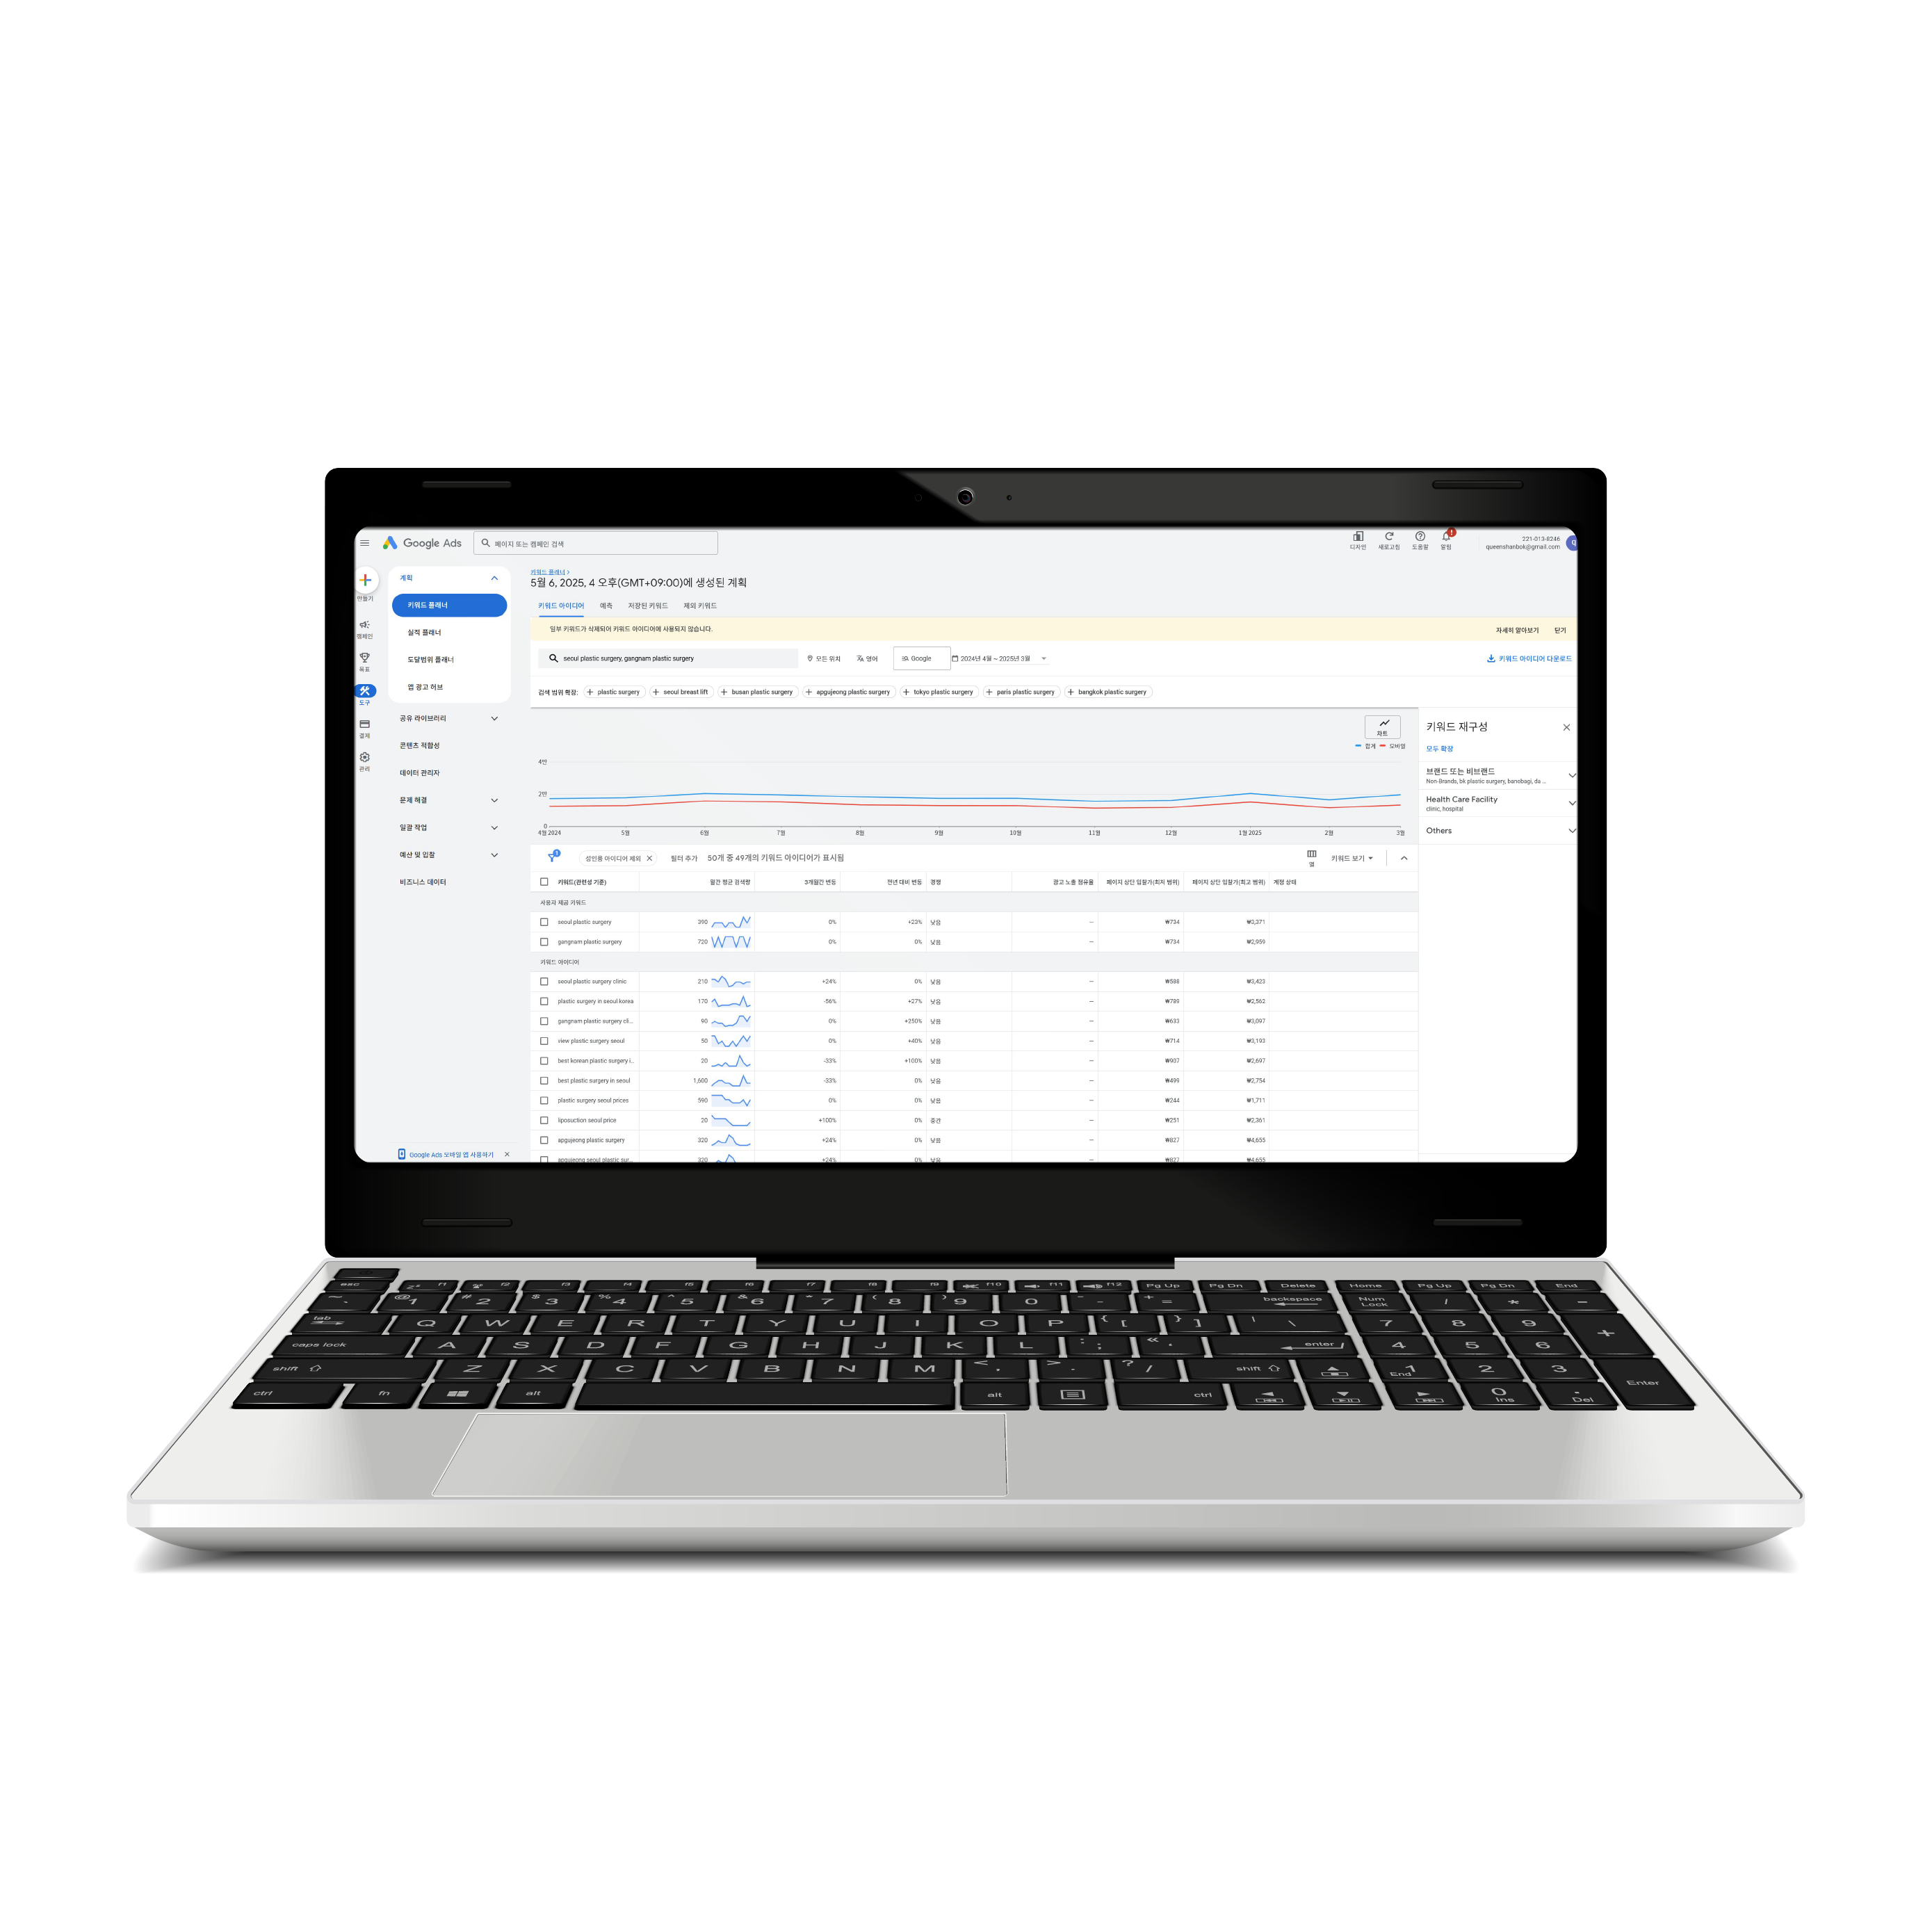 Google Ads
페이지 또는 캠페인 검색
디자인
새로고침
도움말
알림
221-013-8246
queenshanbok@gmail.com
만들기
캠페인
목표
도구
결제
관리
계획
키워드 플래너
실적 플래너
도달범위 플래너
앱 광고 허브
공유 라이브러리
콘텐츠 적합성
데이터 관리자
문제 해결
일괄 작업
예산 및 입찰
비즈니스 데이터
Google Ads 모바일 앱 사용하기
키워드 플래너 >
5월 6, 2025, 4 오후(GMT+09:00)에 생성된 계획
키워드 아이디어 예측 저장된 키워드 제외 키워드
일부 키워드가 삭제되어 키워드 아이디어에 사용되지 않습니다. 자세히 알아보기 닫기
seoul plastic surgery, gangnam plastic surgery 모든 위치 영어 Google 2024년 4월 ~ 2025년 3월 키워드 아이디어 다운로드
검색 범위 확장: plastic surgery seoul breast lift busan plastic surgery apgujeong plastic surgery tokyo plastic surgery paris plastic surgery bangkok plastic surgery
차트
합계 모바일
4만
2만
0
4월 2024 5월 6월 7월 8월 9월 10월 11월 12월 1월 2025 2월 3월
키워드 재구성
모두 확장
브랜드 또는 비브랜드
Non-Brands, bk plastic surgery, banobagi, da ...
Health Care Facility
clinic, hospital
Others
1 성인용 아이디어 제외 필터 추가 50개 중 49개의 키워드 아이디어가 표시됨 열 키워드 보기
키워드(관련성 기준) 월간 평균 검색량 3개월간 변동 전년 대비 변동 경쟁 광고 노출 점유율 페이지 상단 입찰가(최저 범위) 페이지 상단 입찰가(최고 범위) 계정 상태
사용자 제공 키워드
seoul plastic surgery 390 0% +23% 낮음 – ₩734 ₩3,371
gangnam plastic surgery 720 0% 0% 낮음 – ₩734 ₩2,959
키워드 아이디어
seoul plastic surgery clinic 210 +24% 0% 낮음 – ₩588 ₩3,423
plastic surgery in seoul korea 170 -56% +27% 낮음 – ₩789 ₩2,562
gangnam plastic surgery cli... 90 0% +250% 낮음 – ₩633 ₩3,097
view plastic surgery seoul 50 0% +40% 낮음 – ₩714 ₩3,193
best korean plastic surgery i... 20 -33% +100% 낮음 – ₩907 ₩2,697
best plastic surgery in seoul 1,600 -33% 0% 낮음 – ₩499 ₩2,754
plastic surgery seoul prices 590 0% 0% 낮음 – ₩244 ₩1,711
liposuction seoul price 20 +100% 0% 중간 – ₩251 ₩2,361
apgujeong plastic surgery 320 +24% 0% 낮음 – ₩827 ₩4,655
apgujeong seoul plastic sur... 320 +24% 0% 낮음 – ₩827 ₩4,655
esc f1 f2 f3 f4 f5 f6 f7 f8 f9 f10 f11 f12 Pg Up Pg Dn Delete Home Pg Up Pg Dn End
~ @ 1 # 2 $ 3 % 4 ^ 5 & 6 * 7 ( 8 ) 9 0 - + = backspace Num Lock / * -
tab Q W E R T Y U I O P { [ } ] \ 7 8 9 +
caps lock A S D F G H J K L : ; enter 4 5 6
shift Z X C V B N M < , > . ? / shift 1 End 2 3
ctrl fn alt alt ctrl 0 Ins . Del Enter